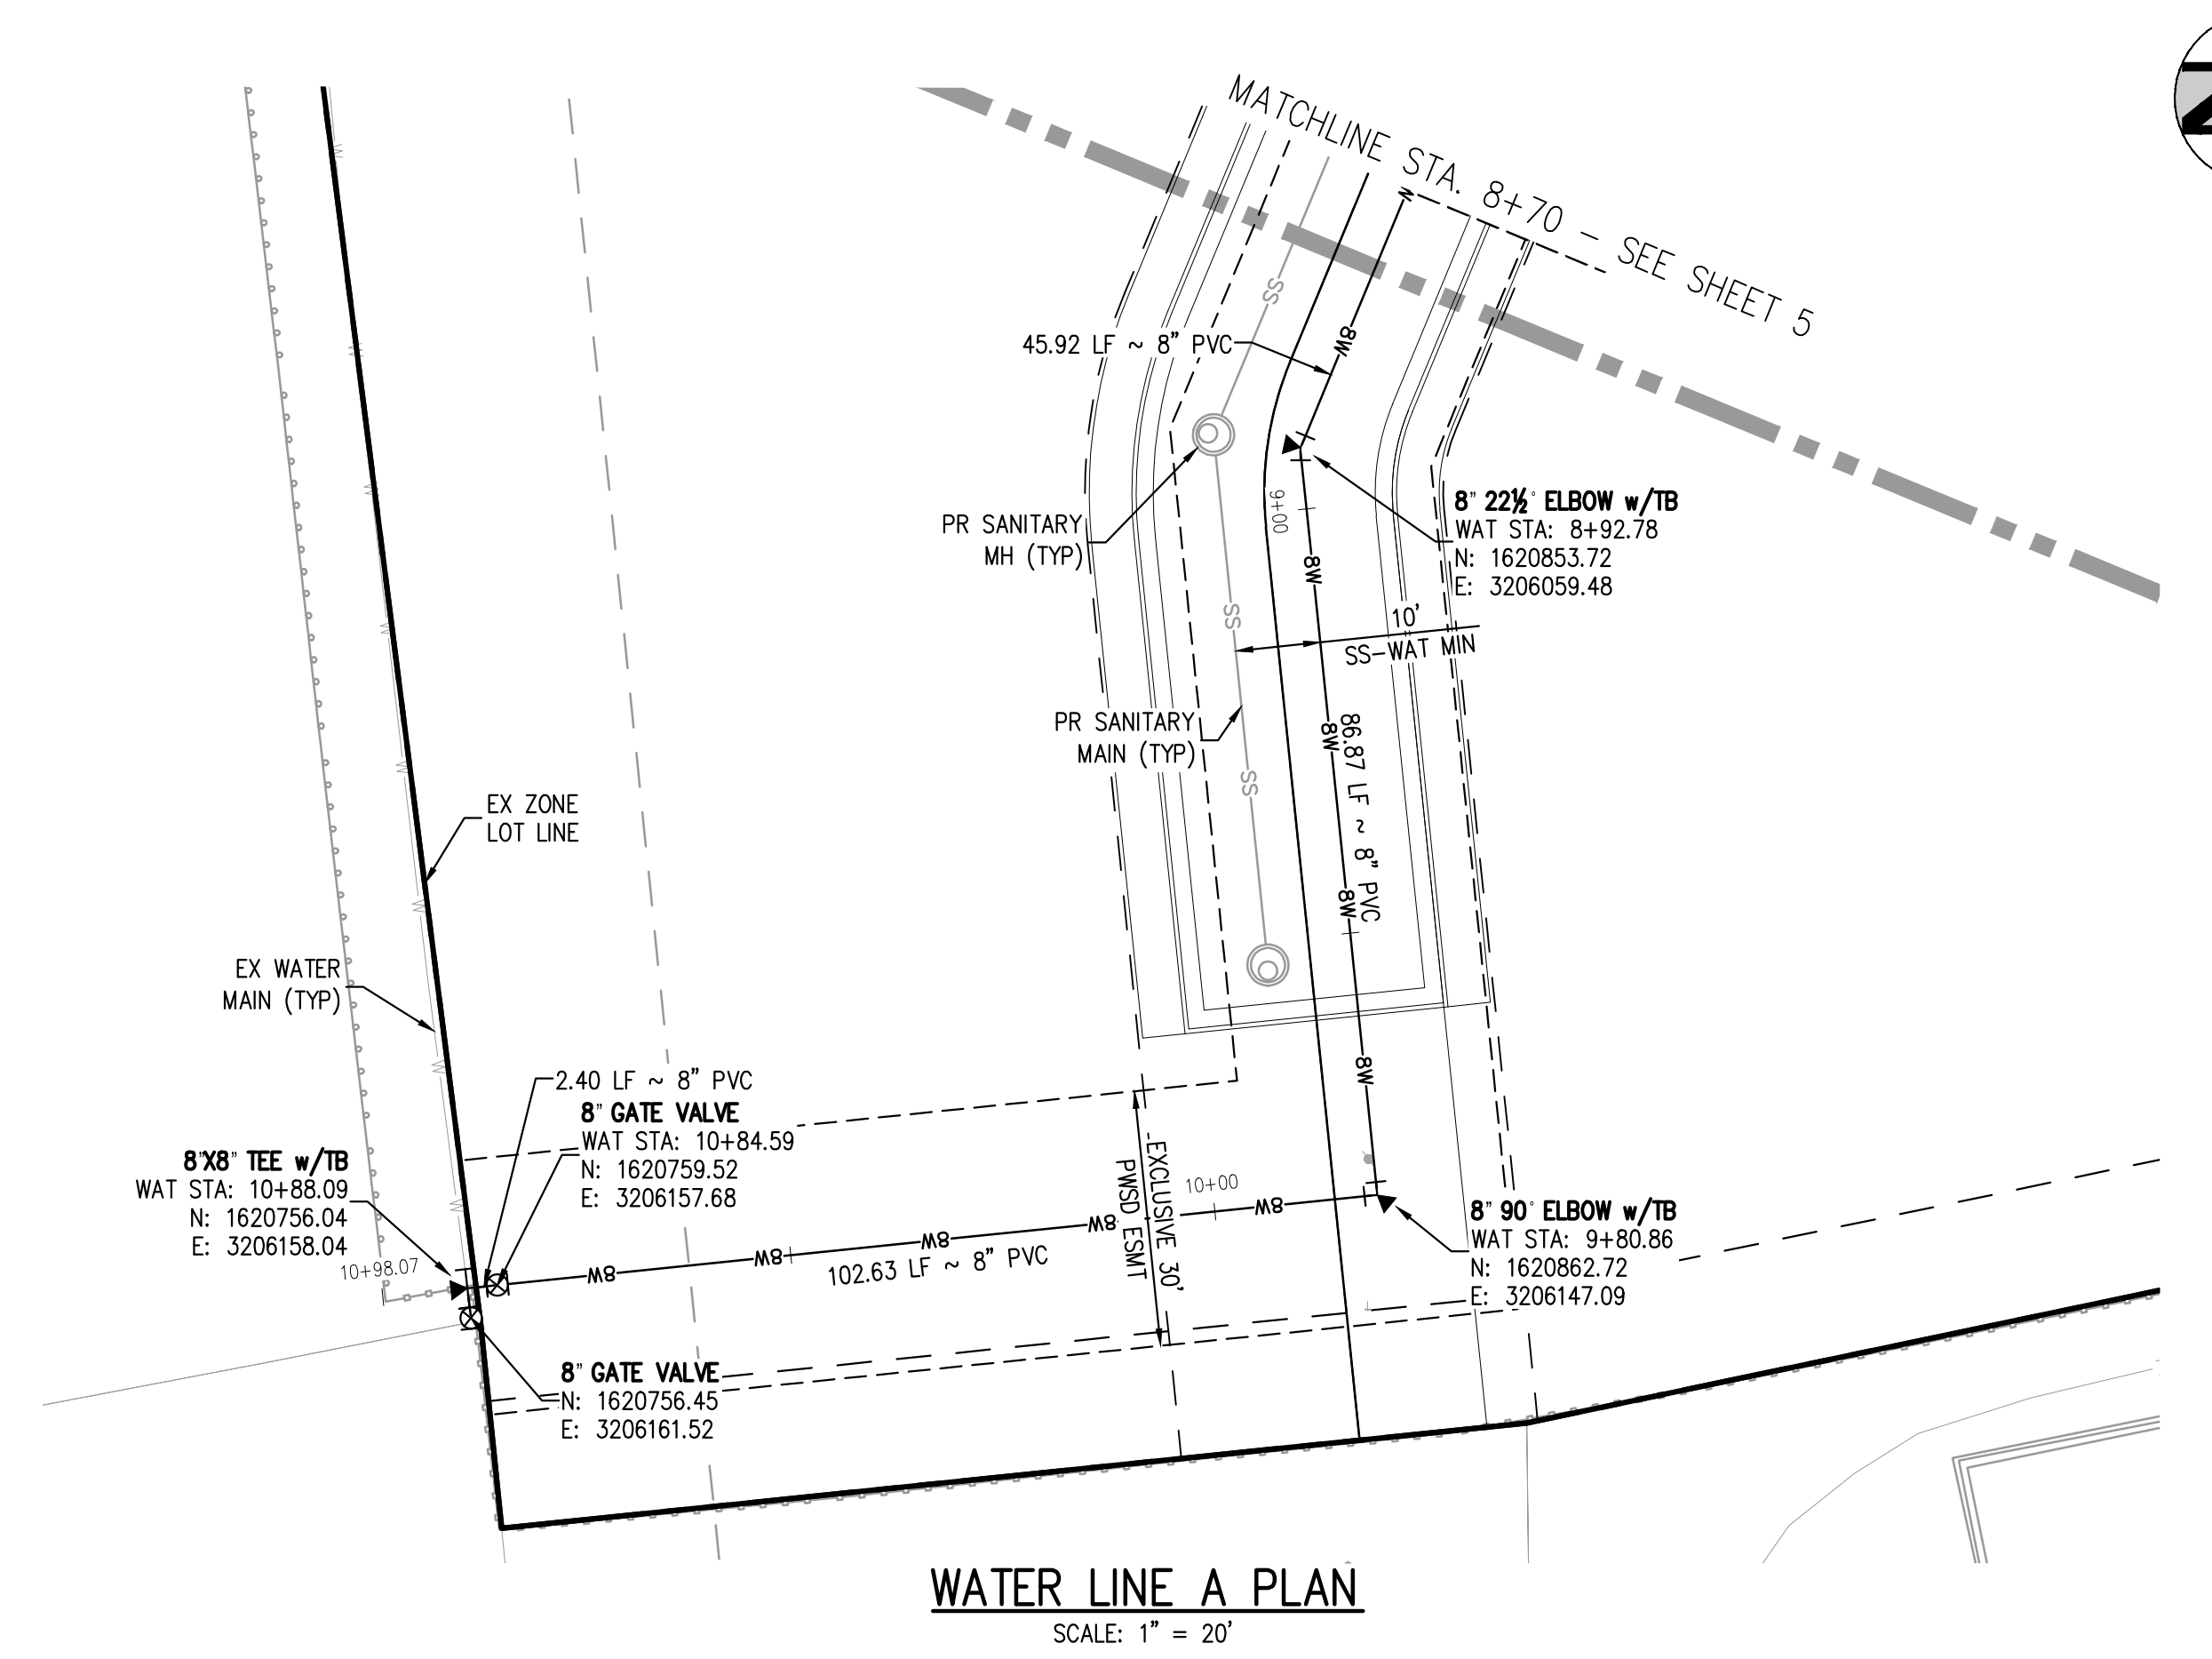 MATCHLINE STA. 8+70 - SEE SHEET 5
SS
8W
45.92 LF ~ 8" PVC
9+00
PR SANITARY
MH (TYP)
8" 22½° ELBOW w/TB
WAT STA: 8+92.78
N: 1620853.72
E: 3206059.48
8W
SS
10'
SS-WAT MIN
PR SANITARY
MAIN (TYP)
8W
86.87 LF ~ 8" PVC
SS
8W
EX ZONE
LOT LINE
EX WATER
MAIN (TYP)
8W
2.40 LF ~ 8" PVC
8" GATE VALVE
WAT STA: 10+84.59
N: 1620759.52
E: 3206157.68
8"X8" TEE w/TB
WAT STA: 10+88.09
N: 1620756.04
E: 3206158.04
10+98.07
EXCLUSIVE 30'
PWSD ESMT
10+00
8W
8W
8W
8W
8W
102.63 LF ~ 8" PVC
8" 90° ELBOW w/TB
WAT STA: 9+80.86
N: 1620862.72
E: 3206147.09
8" GATE VALVE
N: 1620756.45
E: 3206161.52
WATER LINE A PLAN
SCALE: 1" = 20'